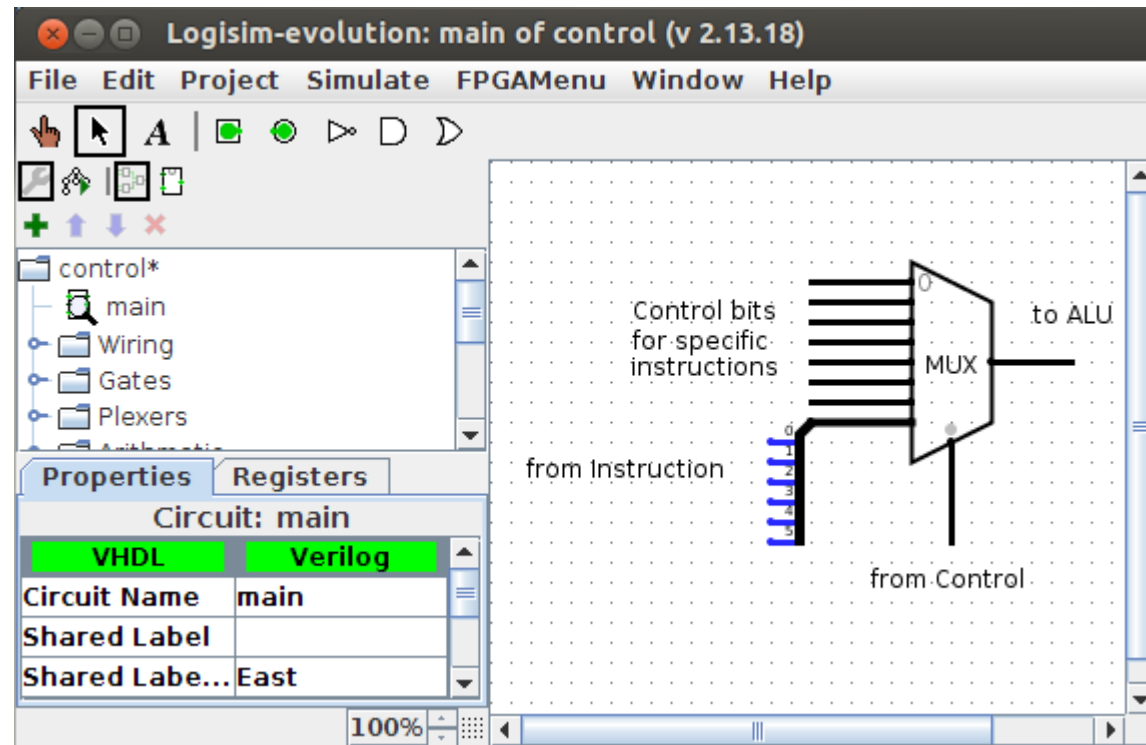 Logisim-evolution: main of control (v 2.13.18)
File Edit Project Simulate FPGAMenu Window Help
A
control*
main
Wiring
Gates
Plexers
Arithmetic
Properties Registers
Circuit: main
VHDL Verilog
Circuit Name main
Shared Label
Shared Labe... East
100%
Control bits
for specific
instructions
0
MUX
to ALU
from Instruction
0
1
2
3
4
5
from Control